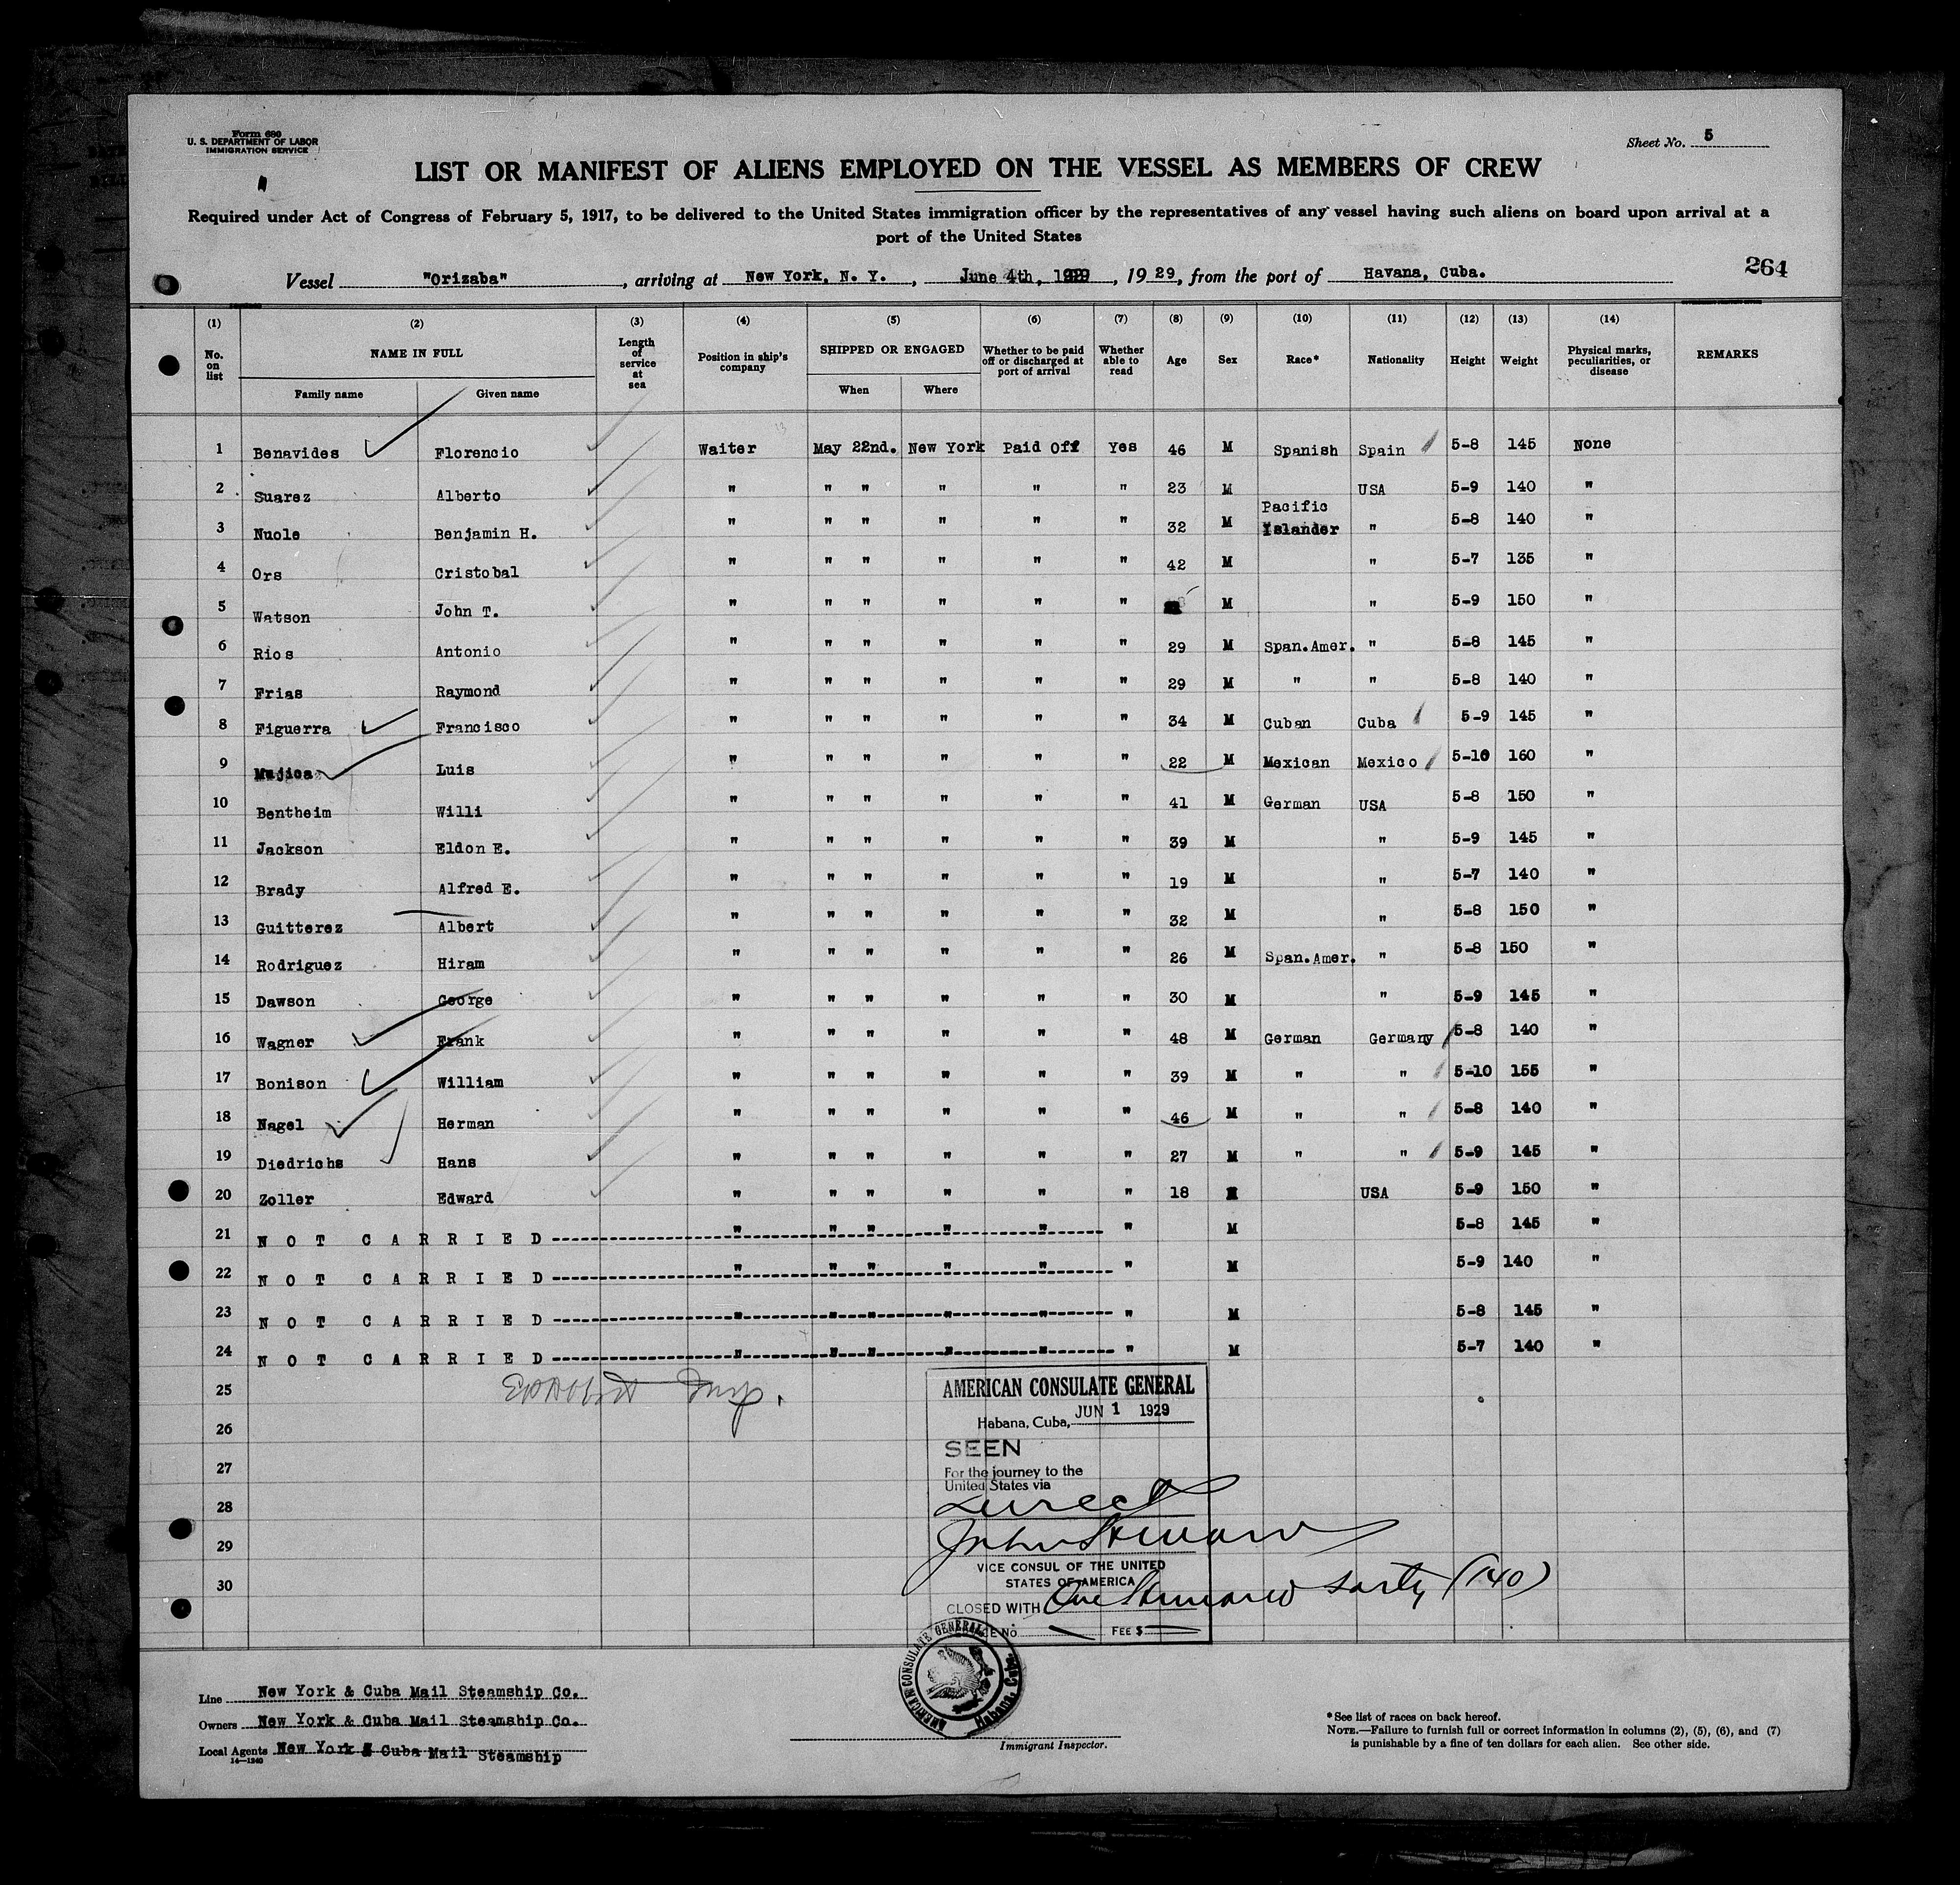 Form 680
U. S. DEPARTMENT OF LABOR
IMMIGRATION SERVICE
Sheet No. 5
LIST OR MANIFEST OF ALIENS EMPLOYED ON THE VESSEL AS MEMBERS OF CREW
Required under Act of Congress of February 5, 1917, to be delivered to the United States immigration officer by the representatives of any vessel having such aliens on board upon arrival at a
port of the United States
264
Vessel "Orizaba", arriving at New York, N. Y., June 4th, 1929, 1929, from the port of Havana, Cuba.
(1) (2) (3) (4) (5) (6) (7) (8) (9) (10) (11) (12) (13) (14)
No. on list NAME IN FULL Family name Given name Length of service at sea Position in ship's company SHIPPED OR ENGAGED When Where Whether to be paid off or discharged at port of arrival Whether able to read Age Sex Race* Nationality Height Weight Physical marks, peculiarities, or disease REMARKS
1 Benavides Florencio Waiter May 22nd. New York Paid Off Yes 46 M Spanish Spain 5-8 145 None
2 Suarez Alberto " " " " " " 23 M USA 5-9 140 "
3 Nuole Benjamin H. " " " " " " 32 M Pacific Islander " 5-8 140 "
4 Ors Cristobal " " " " " " 42 M " 5-7 135 "
5 Watson John T. " " " " " " M " 5-9 150 "
6 Rios Antonio " " " " " " 29 M Span.Amer. " 5-8 145 "
7 Frias Raymond " " " " " " 29 M " " 5-8 140 "
8 Figuerra Francisco " " " " " " 34 M Cuban Cuba 5-9 145 "
9 Mujica Luis " " " " " " 22 M Mexican Mexico 5-10 160 "
10 Bentheim Willi " " " " " " 41 M German USA 5-8 150 "
11 Jackson Eldon E. " " " " " " 39 M " 5-9 145 "
12 Brady Alfred E. " " " " " " 19 M " 5-7 140 "
13 Guitterez Albert " " " " " " 32 M " 5-8 150 "
14 Rodriguez Hiram " " " " " " 26 M Span.Amer. " 5-8 150 "
15 Dawson George " " " " " " 30 M " 5-9 145 "
16 Wagner Frank " " " " " " 48 M German Germany 5-8 140 "
17 Bonison William " " " " " " 39 M " " 5-10 155 "
18 Nagel Herman " " " " " " 46 M " " 5-8 140 "
19 Diedrichs Hans " " " " " " 27 M " " 5-9 145 "
20 Zoller Edward " " " " " " 18 M USA 5-9 150 "
21 NOT CARRIED " " " " " " M 5-8 145 "
22 NOT CARRIED " " " " " " M 5-9 140 "
23 NOT CARRIED " " " " " " M 5-8 145 "
24 NOT CARRIED " " " " " " M 5-7 140 "
25
26
27
28
29
30
AMERICAN CONSULATE GENERAL
Habana, Cuba, JUN 1 1929
SEEN
For the journey to the
United States via
direct
VICE CONSUL OF THE UNITED
STATES OF AMERICA
CLOSED WITH One (140)
No. FEE $
AMERICAN CONSULATE GENERAL Habana, Cuba.
Line New York & Cuba Mail Steamship Co.
Owners New York & Cuba Mail Steamship Co.
Local Agents New York & Cuba Mail Steamship
14—1240
Immigrant Inspector.
*See list of races on back hereof.
NOTE.—Failure to furnish full or correct information in columns (2), (5), (6), and (7)
is punishable by a fine of ten dollars for each alien. See other side.